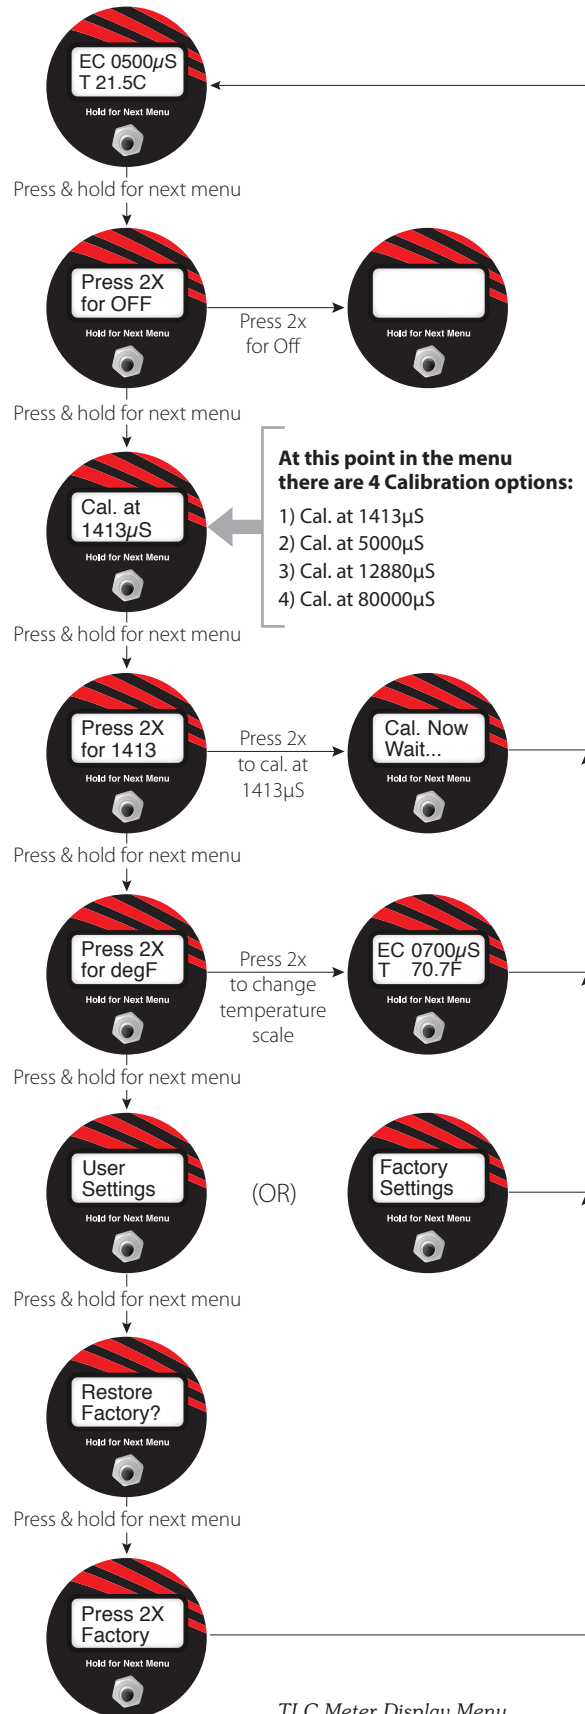 EC 0500µS
T 21.5C
Hold for Next Menu
Press & hold for next menu
Press 2X
for OFF
Hold for Next Menu
Press 2x
for Off
Hold for Next Menu
Press & hold for next menu
Cal. at
1413µS
Hold for Next Menu
At this point in the menu
there are 4 Calibration options:
1) Cal. at 1413µS
2) Cal. at 5000µS
3) Cal. at 12880µS
4) Cal. at 80000µS
Press & hold for next menu
Press 2X
for 1413
Hold for Next Menu
Press 2x
to cal. at
1413µS
Cal. Now
Wait...
Hold for Next Menu
Press & hold for next menu
Press 2X
for degF
Hold for Next Menu
Press 2x
to change
temperature
scale
EC 0700µS
T 70.7F
Hold for Next Menu
Press & hold for next menu
User
Settings
Hold for Next Menu
(OR)
Factory
Settings
Hold for Next Menu
Press & hold for next menu
Restore
Factory?
Hold for Next Menu
Press & hold for next menu
Press 2X
Factory
Hold for Next Menu
TLC Meter Display Menu